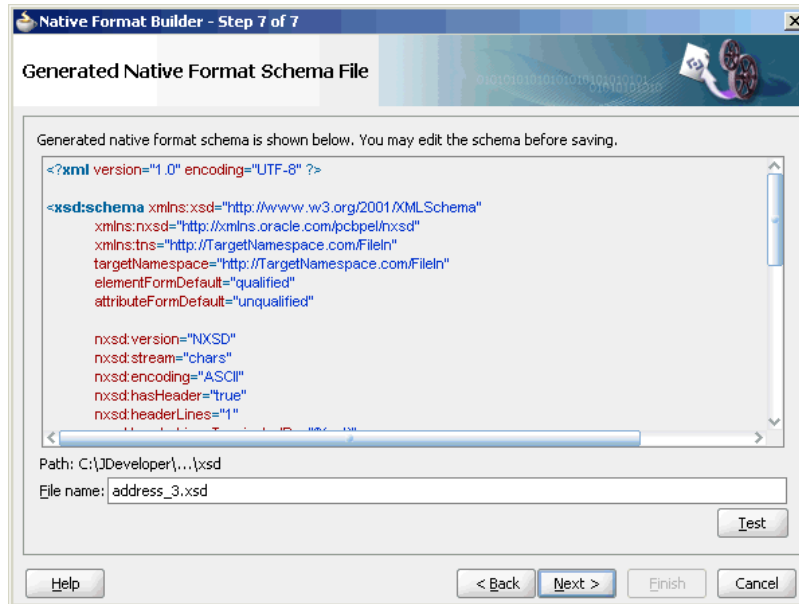 Native Format Builder - Step 7 of 7
Generated Native Format Schema File
Generated native format schema is shown below. You may edit the schema before saving.
<?xml version="1.0" encoding="UTF-8" ?>
<xsd:schema xmlns:xsd="http://www.w3.org/2001/XMLSchema"
xmlns:nxsd="http://xmlns.oracle.com/pcbpel/nxsd"
xmlns:tns="http://TargetNamespace.com/FileIn"
targetNamespace="http://TargetNamespace.com/FileIn"
elementFormDefault="qualified"
attributeFormDefault="unqualified"
nxsd:version="NXSD"
nxsd:stream="chars"
nxsd:encoding="ASCII"
nxsd:hasHeader="true"
nxsd:headerLines="1"
Path: C:\JDeveloper\...\xsd
File name: address_3.xsd
Test
Help
< Back
Next >
Finish
Cancel